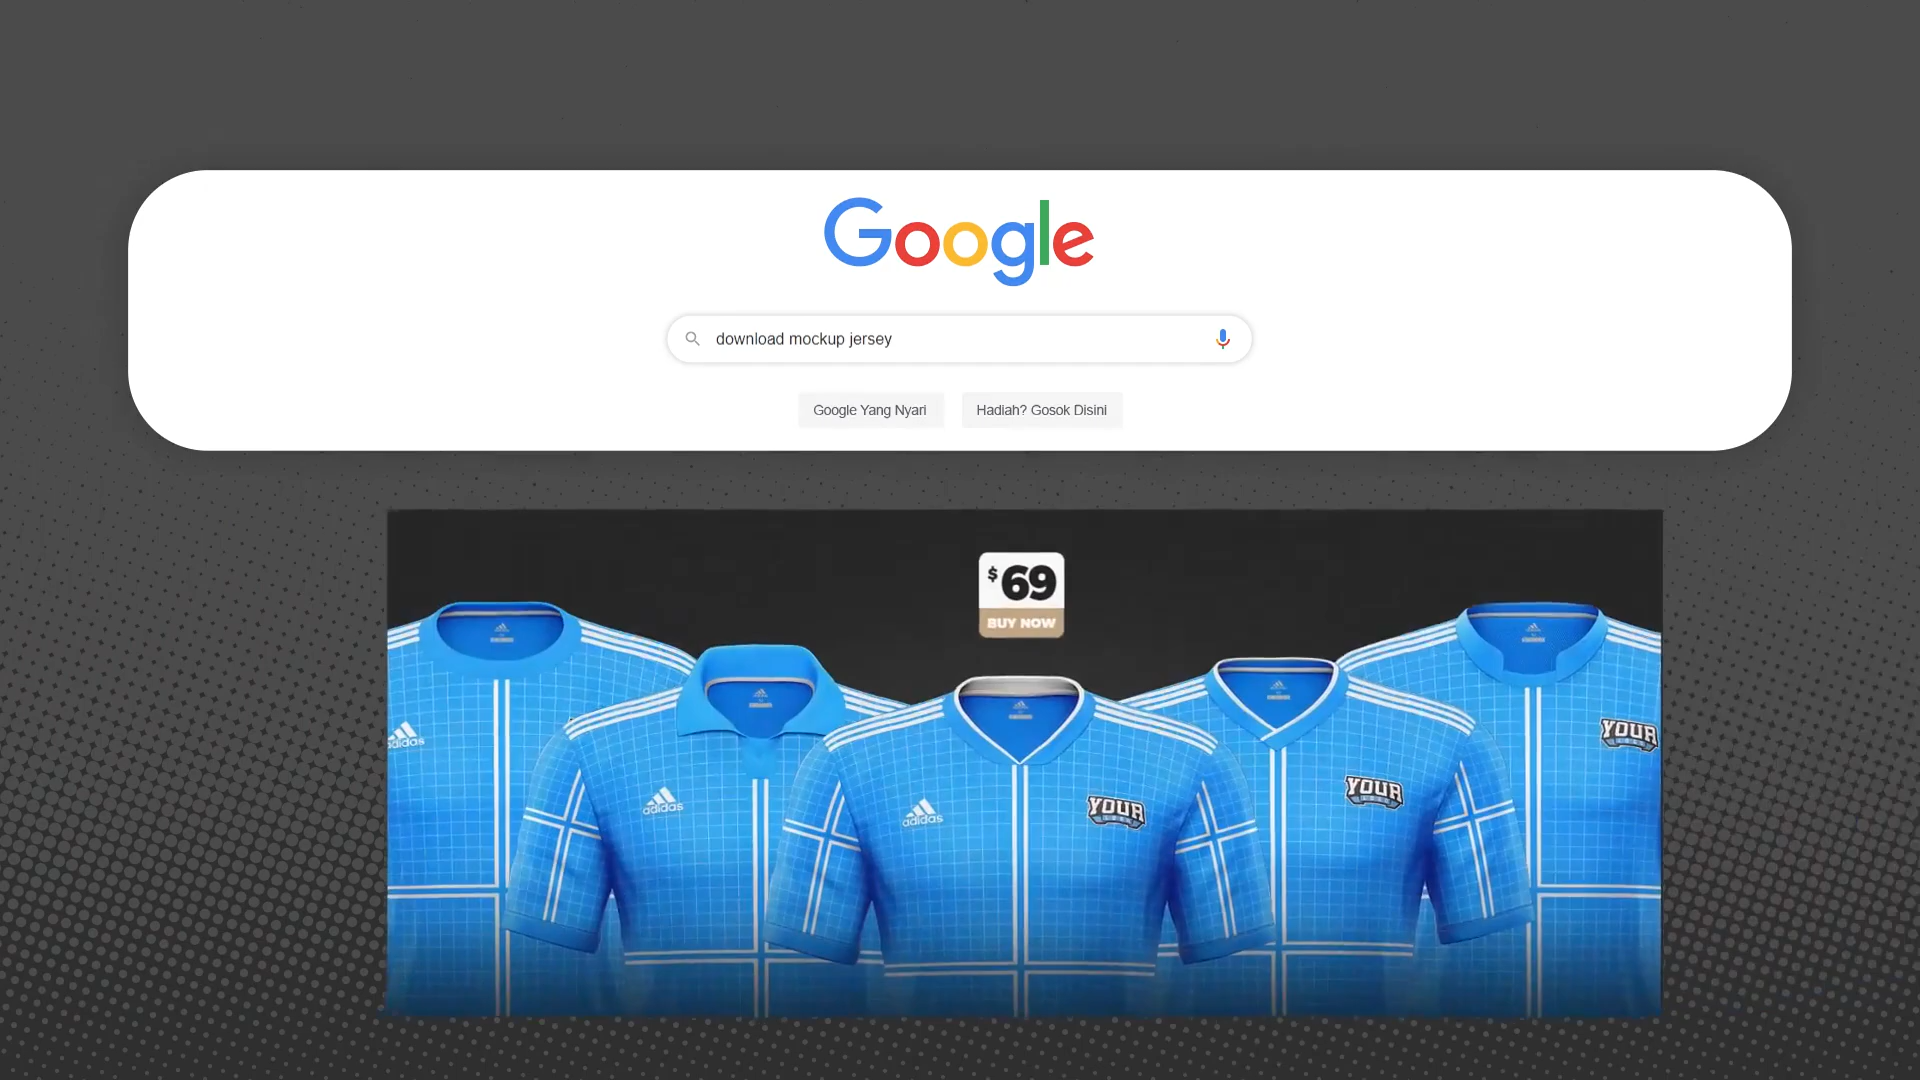 Google
download mockup jersey
Google Yang Nyari
Hadiah? Gosok Disini
$69
BUY NOW
adidas
YOUR
adidas
YOUR
adidas
YOUR